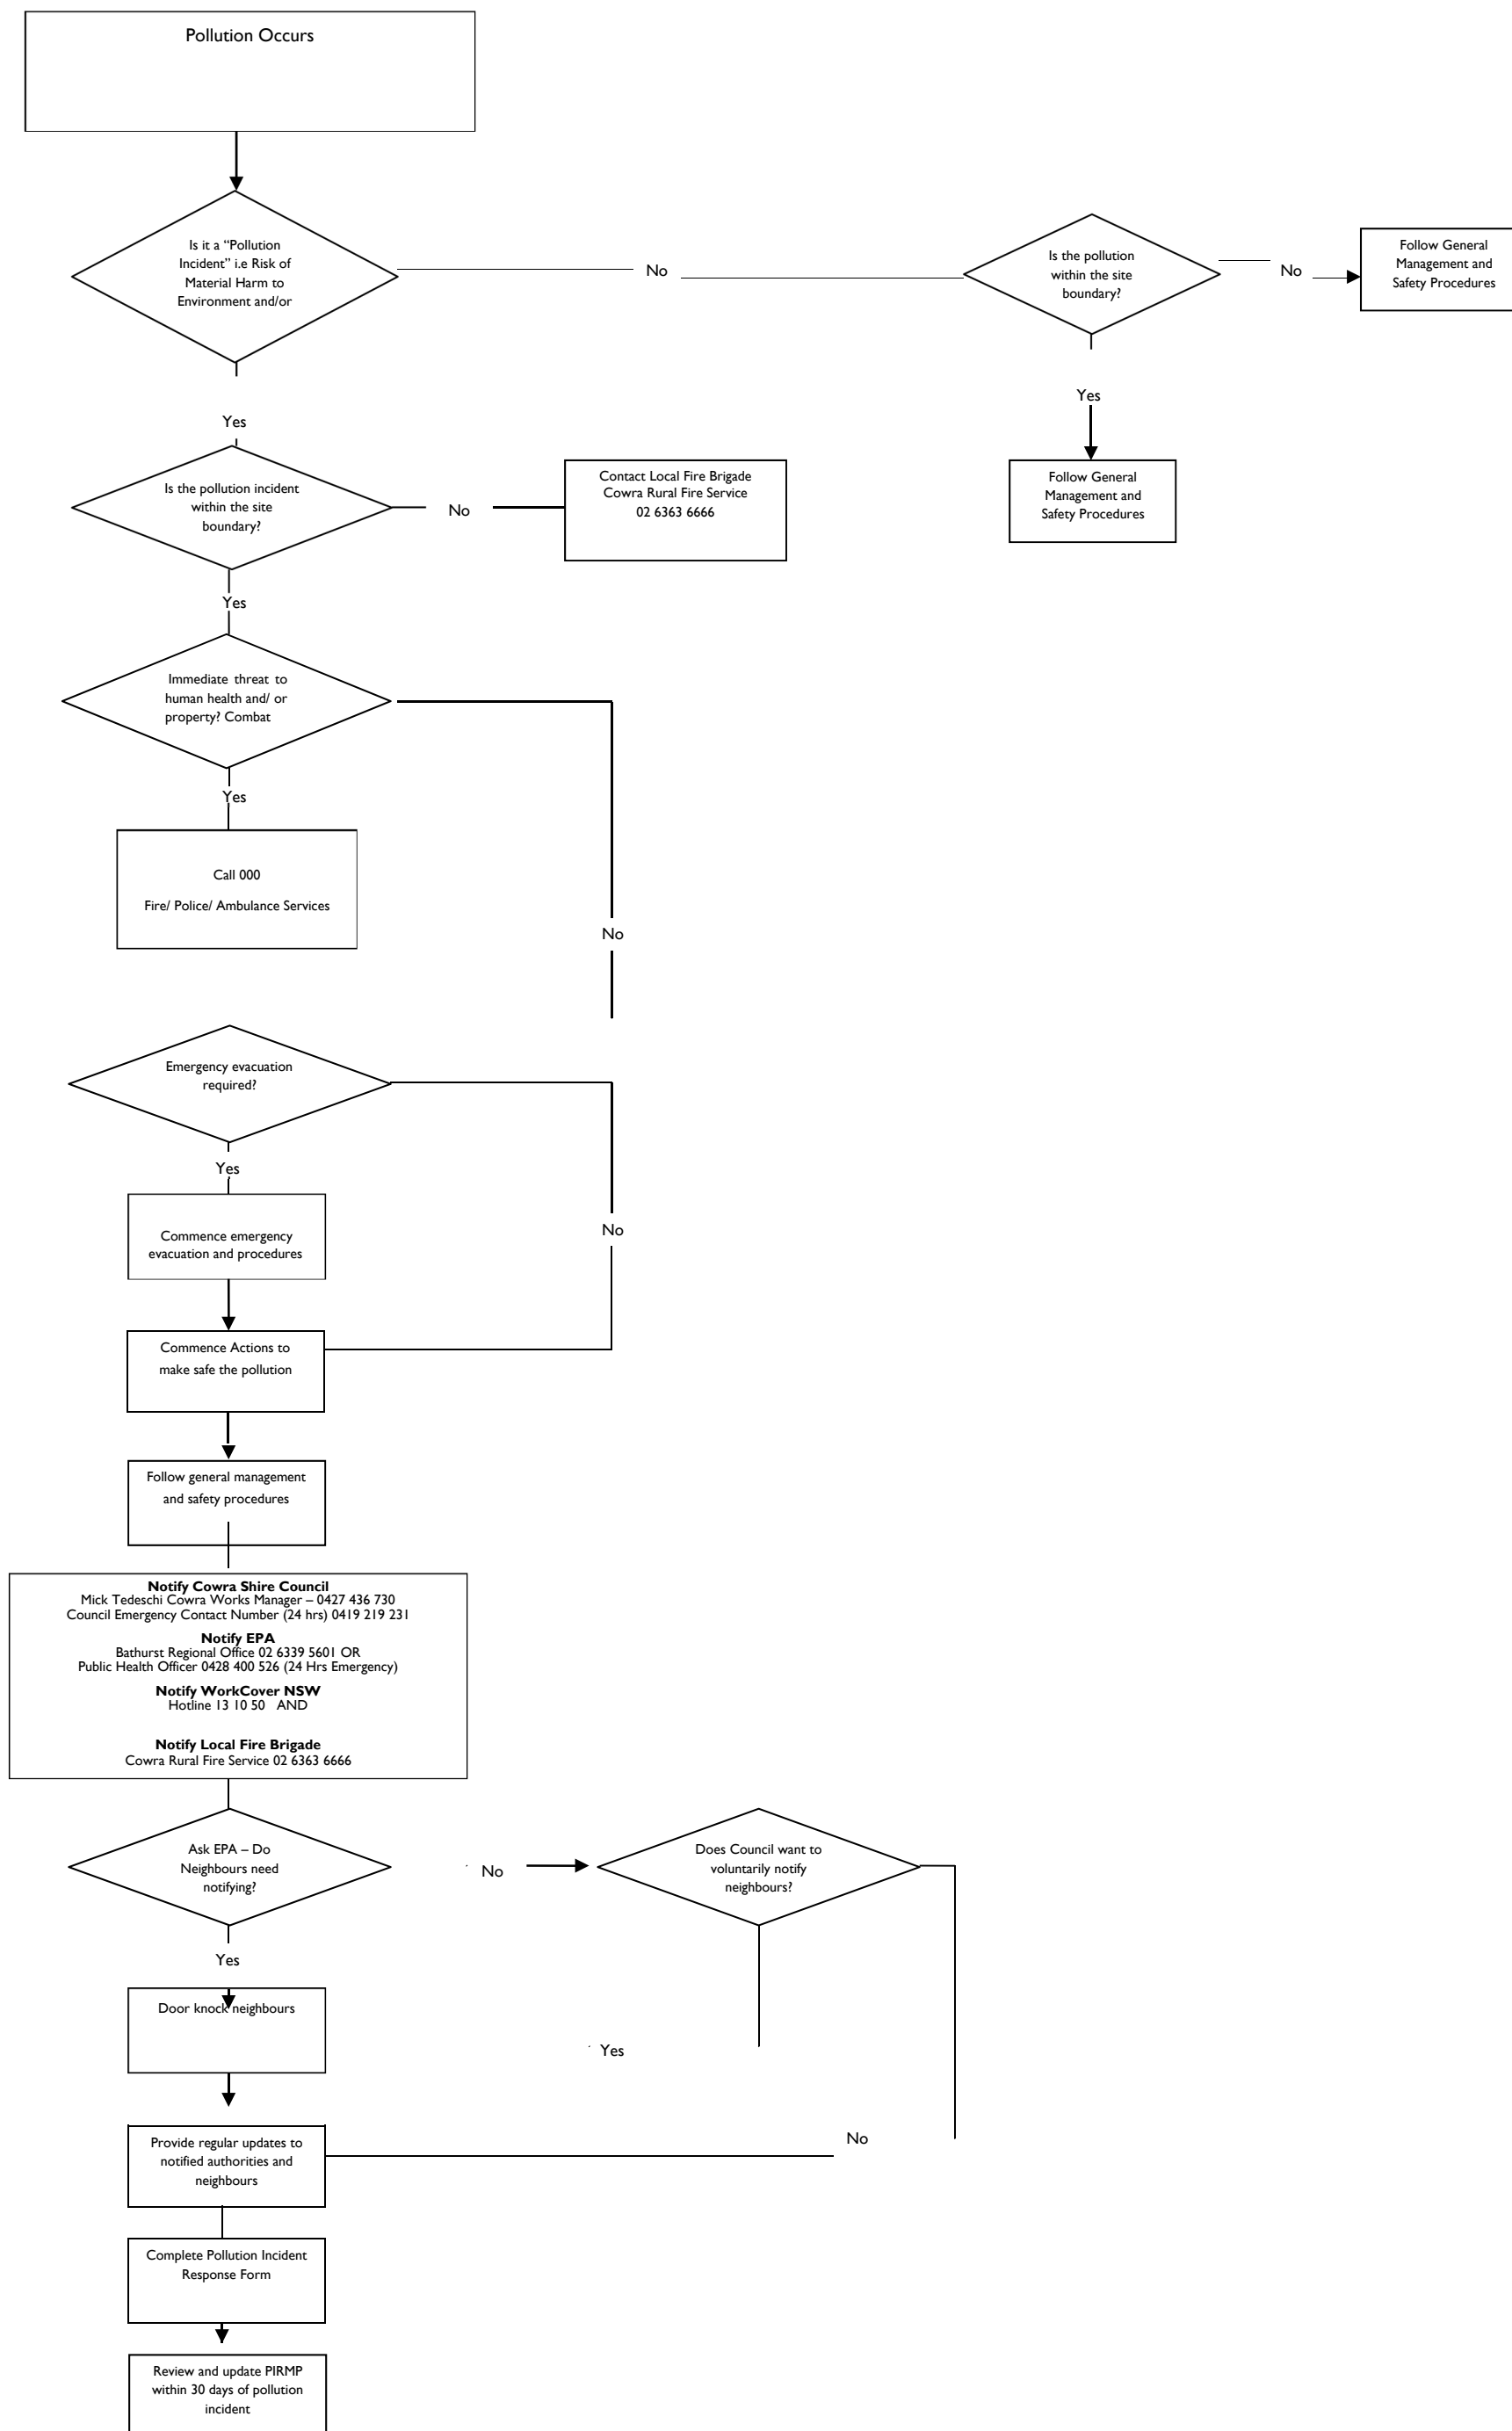 Pollution Occurs
Is it a “Pollution
Incident” i.e Risk of
Material Harm to
Environment and/or
No
Is the pollution
within the site
boundary?
No
Follow General
Management and
Safety Procedures
Yes
Yes
Follow General
Management and
Safety Procedures
Is the pollution incident
within the site
boundary?
No
Contact Local Fire Brigade
Cowra Rural Fire Service
02 6363 6666
Yes
Immediate threat to
human health and/ or
property? Combat
Yes
Call 000
Fire/ Police/ Ambulance Services
No
Emergency evacuation
required?
Yes
Commence emergency
evacuation and procedures
No
Commence Actions to
make safe the pollution
Follow general management
and safety procedures
Notify Cowra Shire Council
Mick Tedeschi Cowra Works Manager – 0427 436 730
Council Emergency Contact Number (24 hrs) 0419 219 231
Notify EPA
Bathurst Regional Office 02 6339 5601 OR
Public Health Officer 0428 400 526 (24 Hrs Emergency)
Notify WorkCover NSW
Hotline 13 10 50 AND
Notify Local Fire Brigade
Cowra Rural Fire Service 02 6363 6666
Ask EPA – Do
Neighbours need
notifying?
No
Does Council want to
voluntarily notify
neighbours?
Yes
Door knock neighbours
Yes
No
Provide regular updates to
notified authorities and
neighbours
Complete Pollution Incident
Response Form
Review and update PIRMP
within 30 days of pollution
incident